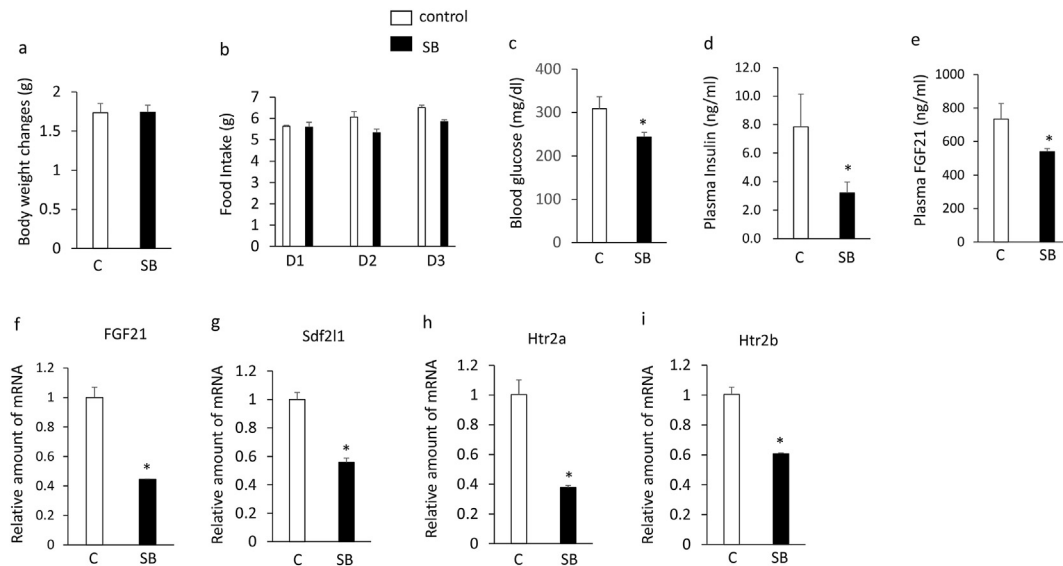 control
SB
a
Body weight changes (g)
2
1.5
1
0.5
0
C SB
b
Food Intake (g)
7
6
5
4
3
2
1
0
D1 D2 D3
c
Blood glucose (mg/dl)
400
300
200
100
0
*
C SB
d
Plasma Insulin (ng/ml)
12.0
10.0
8.0
6.0
4.0
2.0
0.0
*
C SB
e
Plasma FGF21 (ng/ml)
1000
800
600
400
200
0
*
C SB
f
FGF21
Relative amount of mRNA
1.2
1
0.8
0.6
0.4
0.2
0
*
C SB
g
Sdf2l1
Relative amount of mRNA
1.2
1
0.8
0.6
0.4
0.2
0
*
C SB
h
Htr2a
Relative amount of mRNA
1.2
1
0.8
0.6
0.4
0.2
0
*
C SB
i
Htr2b
Relative amount of mRNA
1.2
1
0.8
0.6
0.4
0.2
0
*
C SB